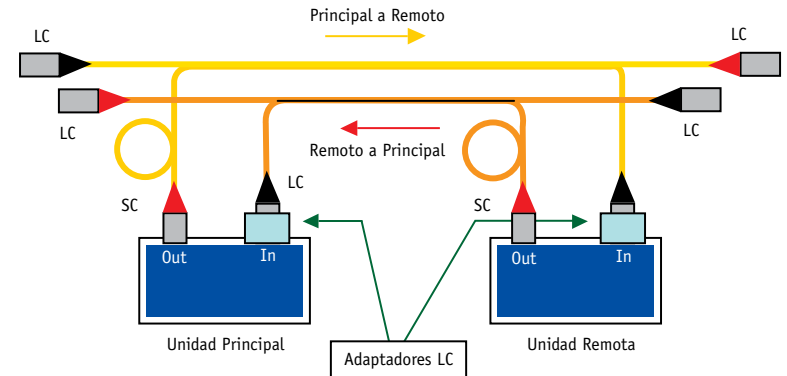 Principal a Remoto
LC
LC
LC
LC
Remoto a Principal
LC
SC
SC
Out
In
Out
In
Unidad Principal
Unidad Remota
Adaptadores LC